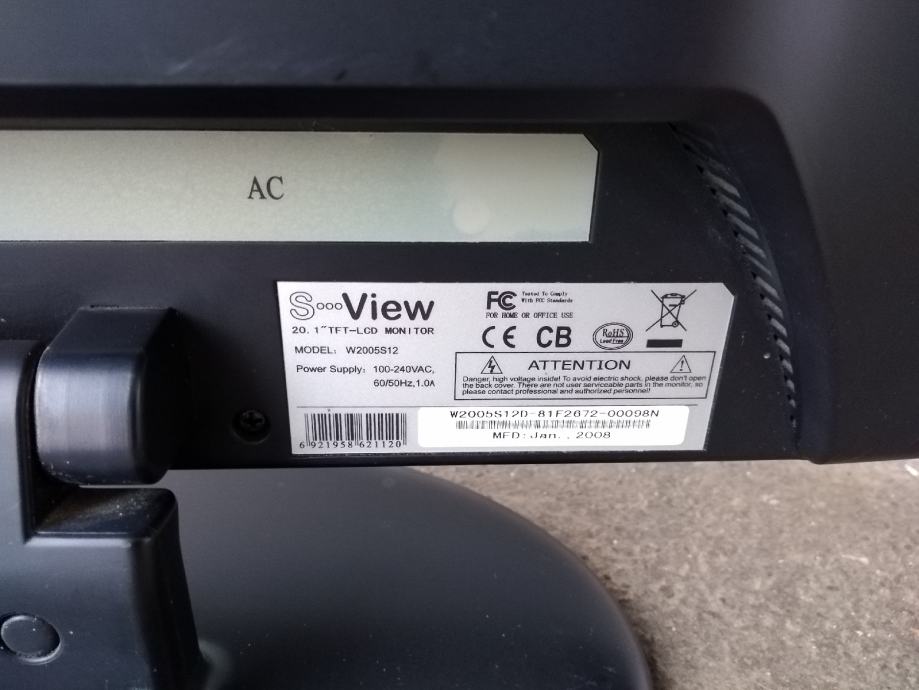 AC
SoooView
20.1"TFT-LCD MONITOR
MODEL: W2005S12
Power Supply: 100-240VAC,
60/50Hz,1.0A
6 921958 621120
FC Tested To Comply
With FCC Standards
FOR HOME OR OFFICE USE
CE CB RoHS
Lead Free
ATTENTION
Danger, high voltage inside! To avoid electric shock, please don't open
the back cover. There are not user serviceable parts in the monitor, so
please contact professional and authorized personnel!
W2005S12D-81F2672-00098N
MFD:Jan., 2008